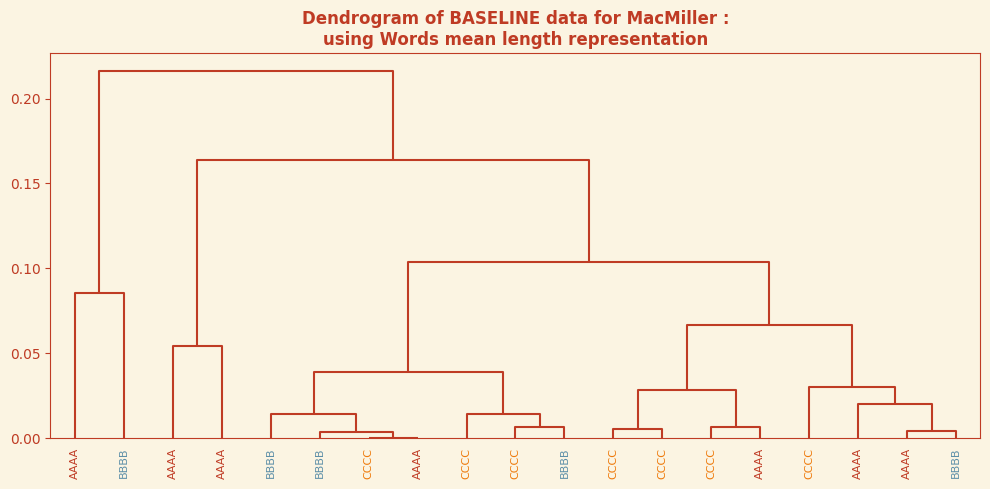 Dendrogram of BASELINE data for MacMiller :
using Words mean length representation
0.20
0.15
0.10
0.05
0.00
AAAA BBBB AAAA AAAA BBBB BBBB CCCC AAAA CCCC CCCC BBBB CCCC CCCC CCCC AAAA CCCC AAAA AAAA BBBB